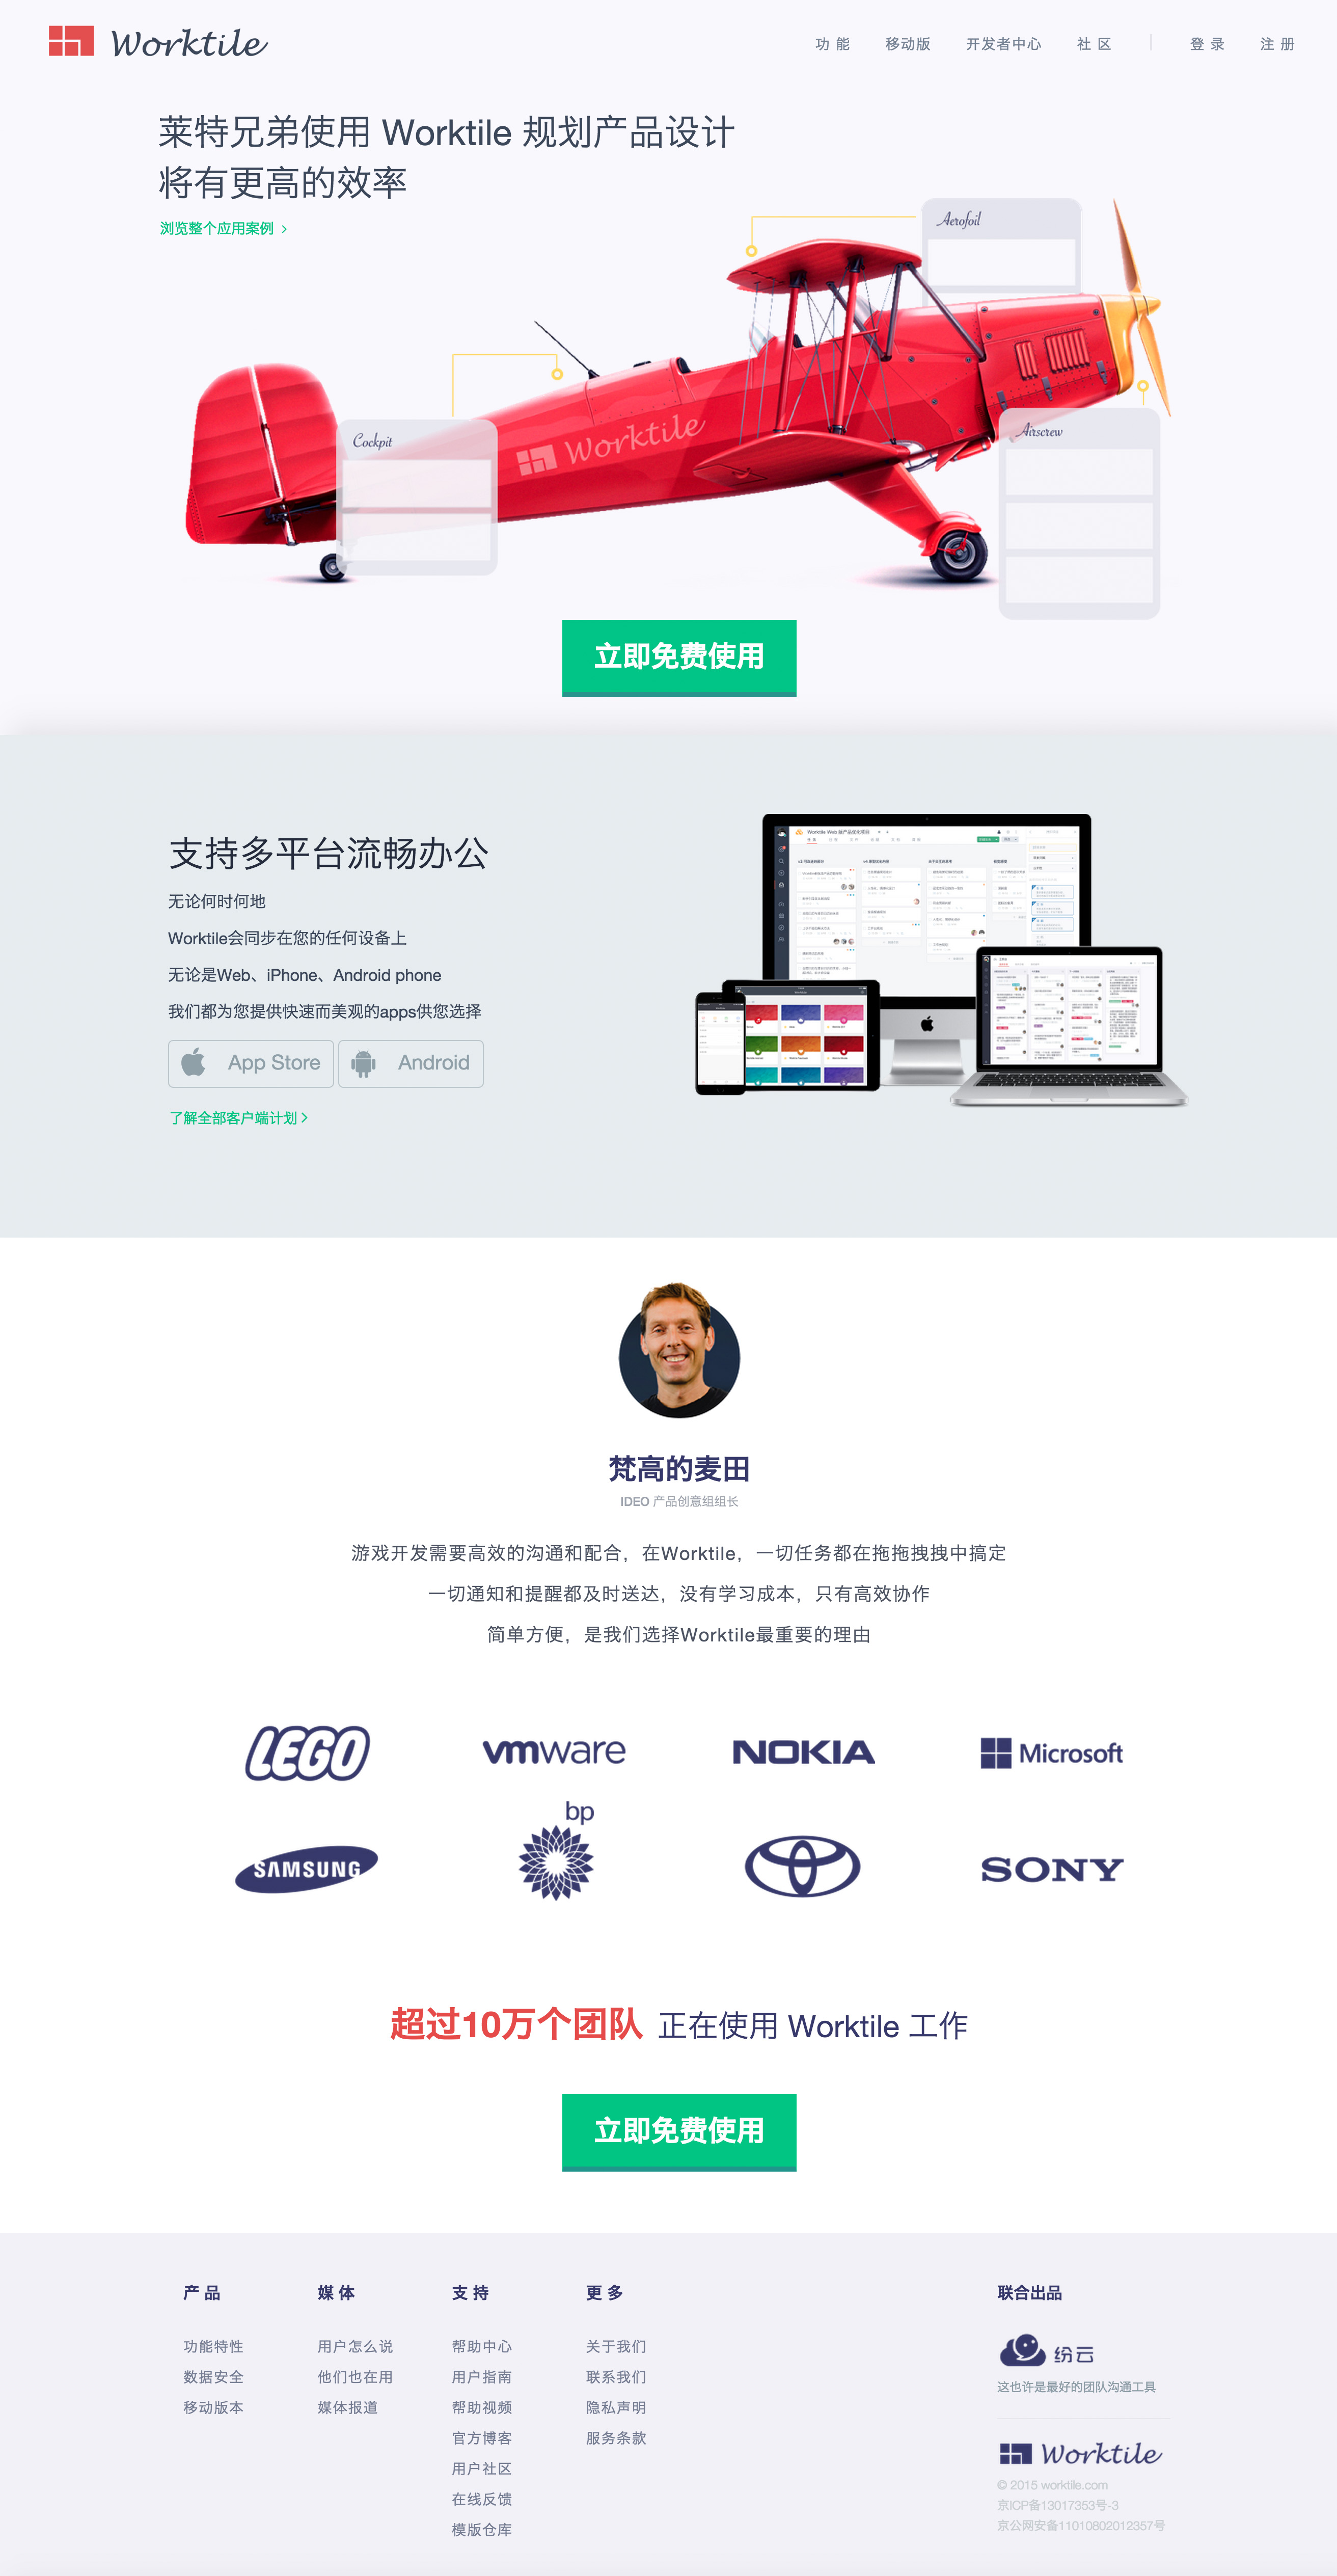 Worktile
功 能
移动版
开发者中心
社 区
登 录
注 册
莱特兄弟使用 Worktile 规划产品设计
将有更高的效率
浏览整个应用案例 >
Aerofoil
Cockpit
Worktile
Airscrew
立即免费使用
支持多平台流畅办公
无论何时何地
Worktile会同步在您的任何设备上
无论是Web、iPhone、Android phone
我们都为您提供快速而美观的apps供您选择
App Store
Android
了解全部客户端计划 >
梵高的麦田
IDEO 产品创意组组长
游戏开发需要高效的沟通和配合，在Worktile，一切任务都在拖拖拽拽中搞定
一切通知和提醒都及时送达，没有学习成本，只有高效协作
简单方便，是我们选择Worktile最重要的理由
LEGO
vmware
NOKIA
Microsoft
SAMSUNG
bp
SONY
超过10万个团队 正在使用 Worktile 工作
立即免费使用
产 品
功能特性
数据安全
移动版本
媒 体
用户怎么说
他们也在用
媒体报道
支 持
帮助中心
用户指南
帮助视频
官方博客
用户社区
在线反馈
模版仓库
更 多
关于我们
联系我们
隐私声明
服务条款
联合出品
纷云
这也许是最好的团队沟通工具
Worktile
© 2015 worktile.com
京ICP备13017353号-3
京公网安备11010802012357号